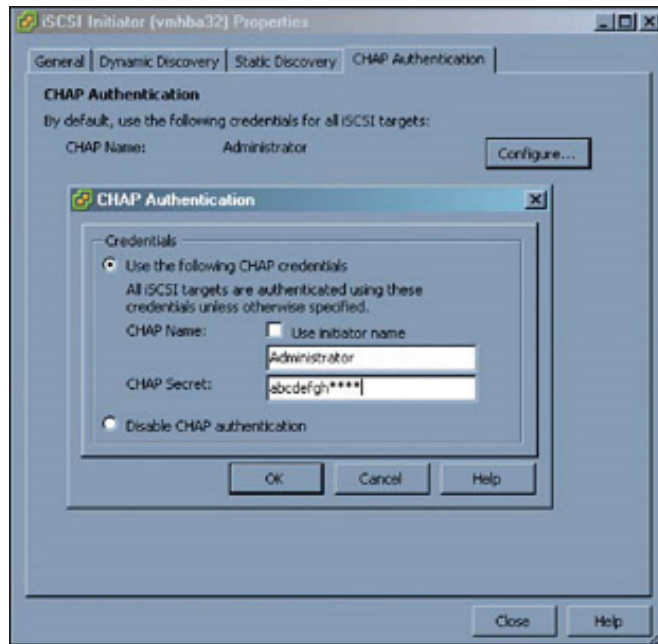 iSCSI Initiator (vmhba32) Properties
General Dynamic Discovery Static Discovery CHAP Authentication
CHAP Authentication
By default, use the following credentials for all iSCSI targets:
CHAP Name: Administrator Configure...
CHAP Authentication
Credentials
Use the following CHAP credentials
All iSCSI targets are authenticated using these
credentials unless otherwise specified.
CHAP Name: Use initiator name
Administrator
CHAP Secret: abcdefgh****
Disable CHAP authentication
OK Cancel Help
Close Help